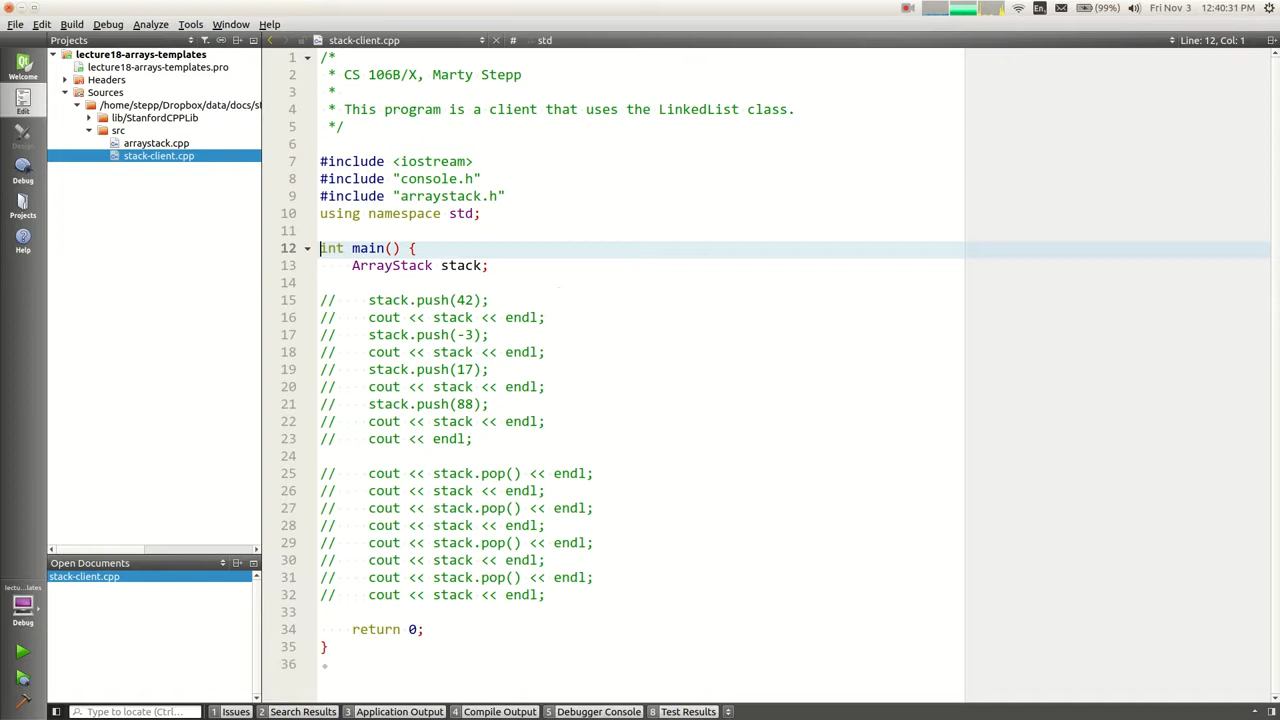 (99%)
Fri Nov 3
12:40:31
En
File Edit Build Debug Analyze Tools Window Help
Projects
stack-client.cpp
# std
Line: 12, Col: 1
Welcome
Edit
Design
Debug
Projects
Help
lecture18-arrays-templates
lecture18-arrays-templates.pro
Headers
Sources
/home/stepp/Dropbox/data/docs/st
lib/StanfordCPPLib
src
arraystack.cpp
stack-client.cpp
Open Documents
stack-client.cpp
lectu...lates
Debug
1 /*
2  * CS 106B/X, Marty Stepp
3  *
4  * This program is a client that uses the LinkedList class.
5  */
6
7 #include <iostream>
8 #include "console.h"
9 #include "arraystack.h"
10 using namespace std;
11
12 int main() {
13     ArrayStack stack;
14
15 //    stack.push(42);
16 //    cout << stack << endl;
17 //    stack.push(-3);
18 //    cout << stack << endl;
19 //    stack.push(17);
20 //    cout << stack << endl;
21 //    stack.push(88);
22 //    cout << stack << endl;
23 //    cout << endl;
24
25 //    cout << stack.pop() << endl;
26 //    cout << stack << endl;
27 //    cout << stack.pop() << endl;
28 //    cout << stack << endl;
29 //    cout << stack.pop() << endl;
30 //    cout << stack << endl;
31 //    cout << stack.pop() << endl;
32 //    cout << stack << endl;
33
34     return 0;
35 }
36
Type to locate (Ctrl...
1 Issues
2 Search Results
3 Application Output
4 Compile Output
5 Debugger Console
8 Test Results